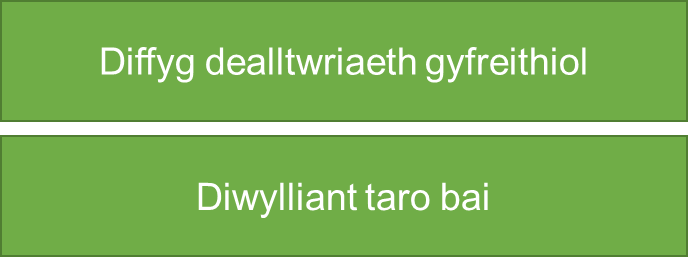 Diffyg dealltwriaeth gyfreithiol
Diwylliant taro bai